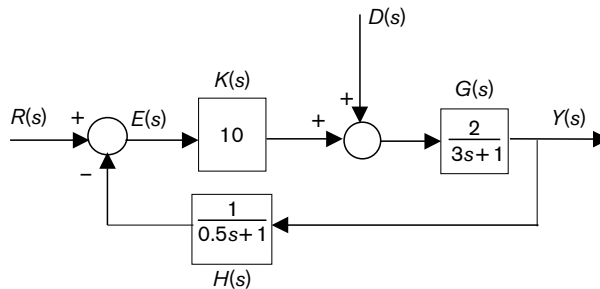 D(s)
K(s)
G(s)
R(s)
+
E(s)
10
+
+
2
3s+1
Y(s)
−
1
0.5s+1
H(s)